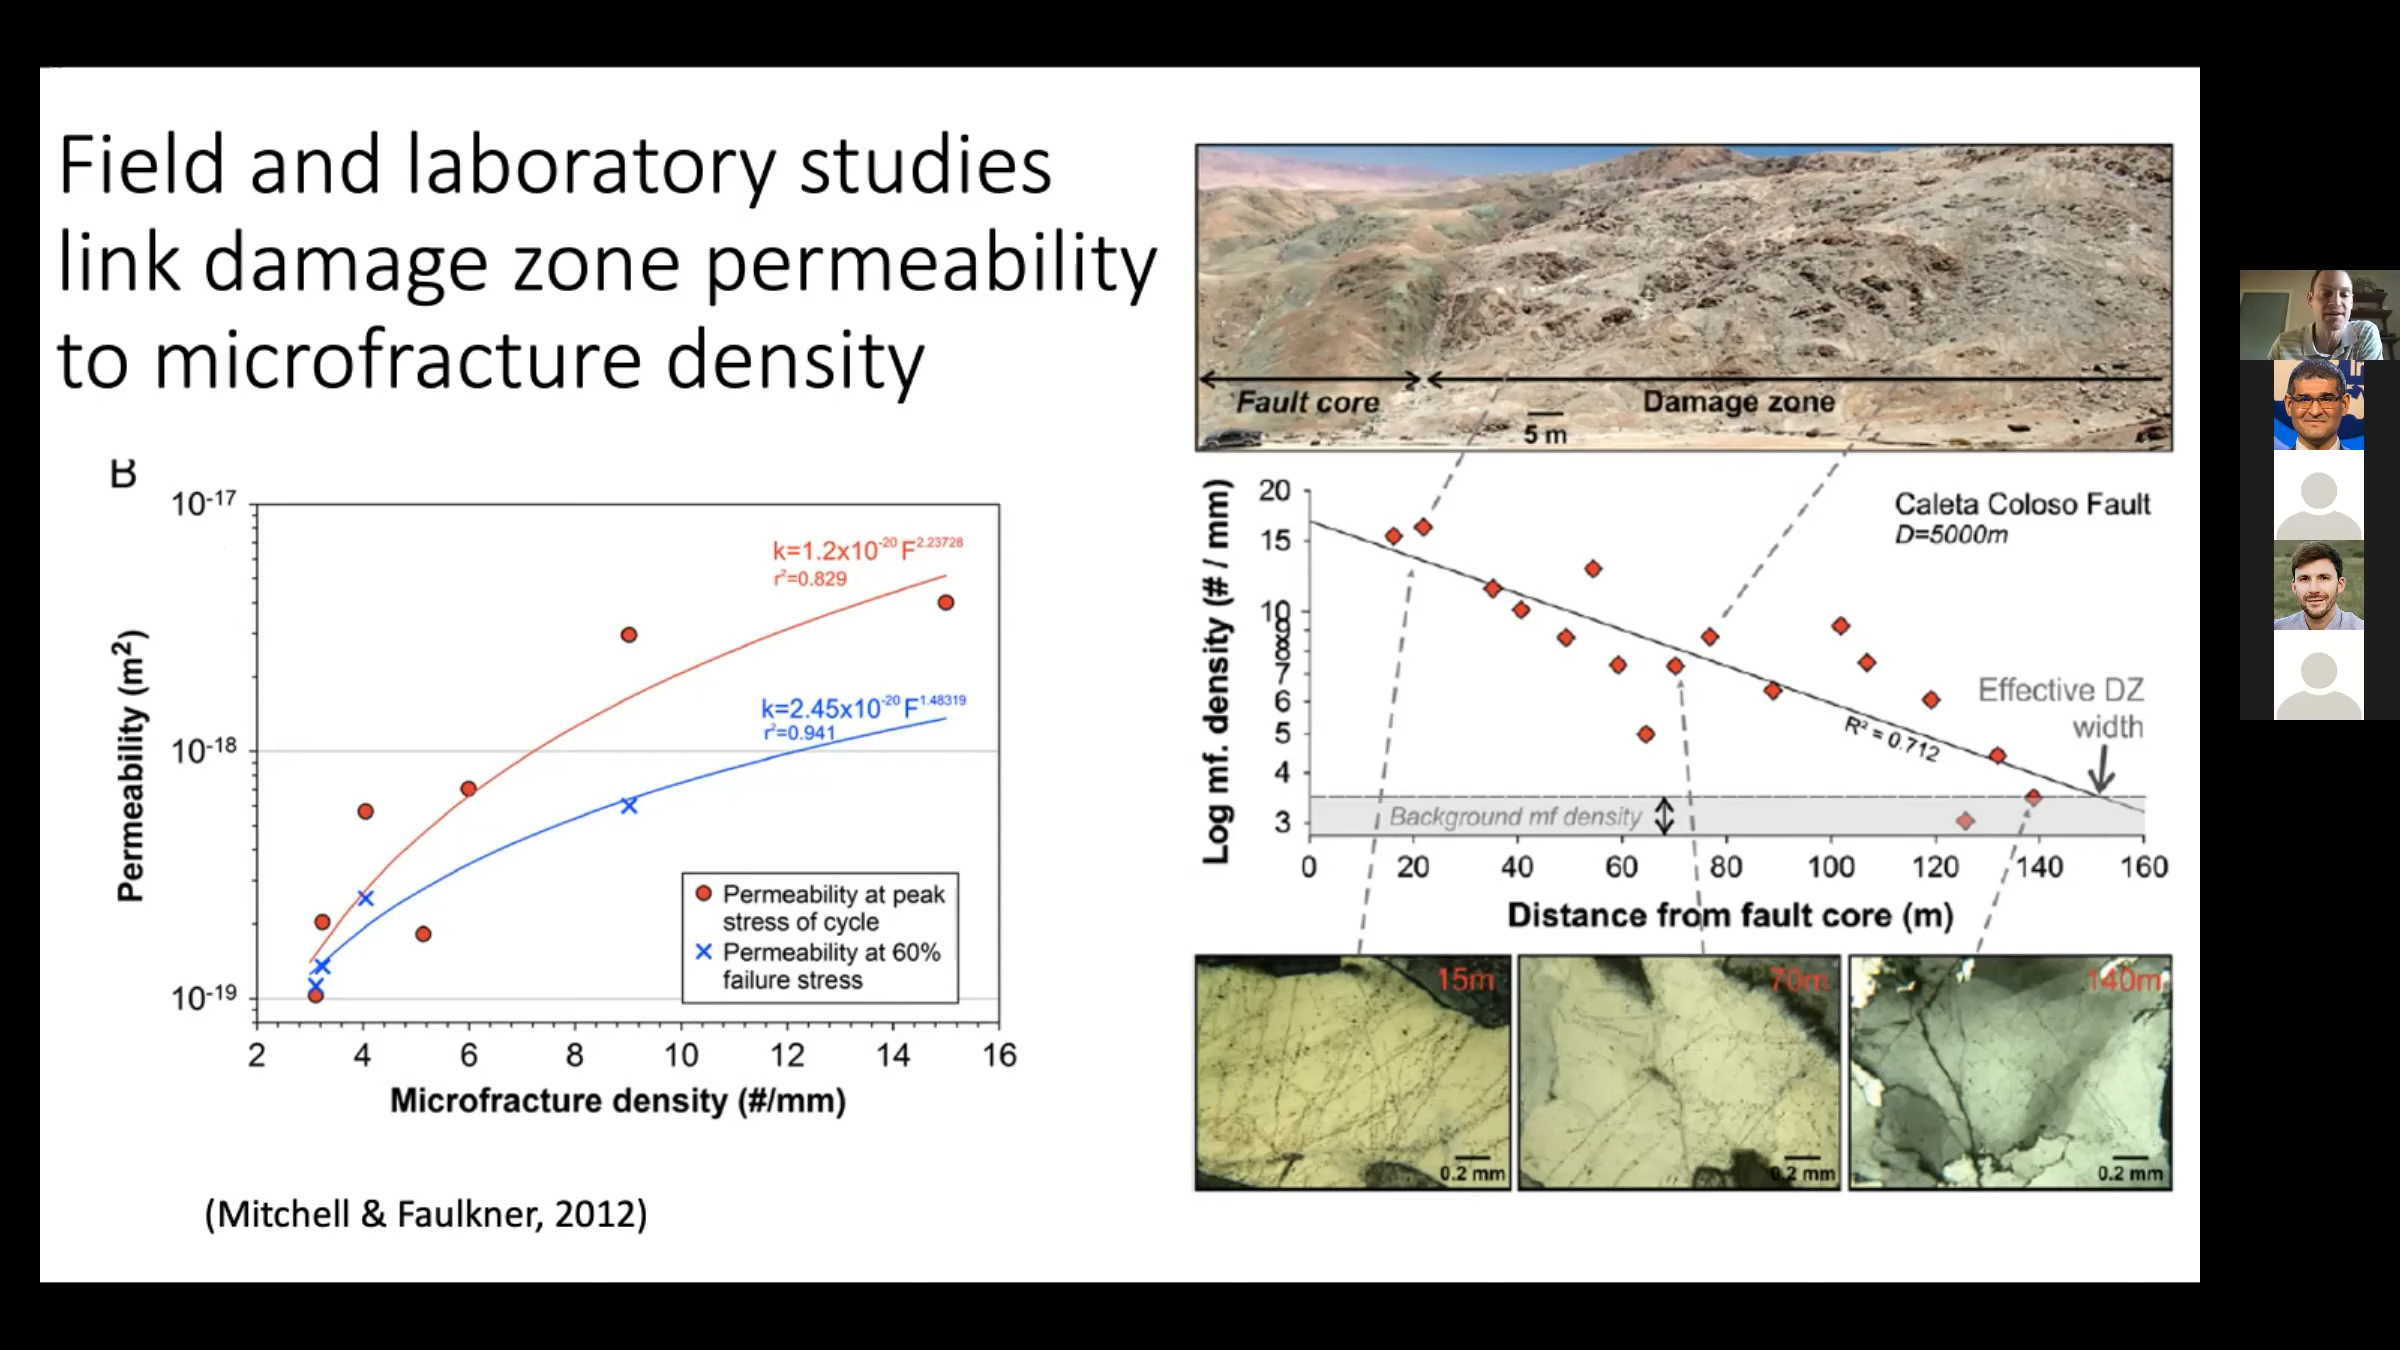 Field and laboratory studies
link damage zone permeability
to microfracture density
B
10-17
10-18
10-19
Permeability (m2)
k=1.2x10-20 F2.23728
r2=0.829
k=2.45x10-20 F1.48319
r2=0.941
Permeability at peak
stress of cycle
Permeability at 60%
failure stress
2 4 6 8 10 12 14 16
Microfracture density (#/mm)
(Mitchell & Faulkner, 2012)
Fault core
Damage zone
5 m
Log mf. density (# / mm)
20
15
10
9
8
7
6
5
4
3
Caleta Coloso Fault
D=5000m
Effective DZ
width
R2 = 0.712
Background mf density
0 20 40 60 80 100 120 140 160
Distance from fault core (m)
15m
0.2 mm
70m
0.2 mm
140m
0.2 mm